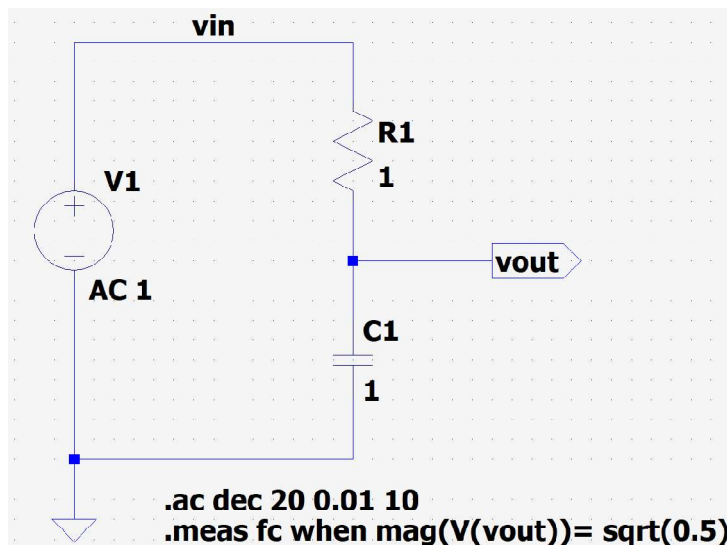 vin
R1
1
V1
AC 1
vout
C1
1
.ac dec 20 0.01 10
.meas fc when mag(V(vout))= sqrt(0.5)